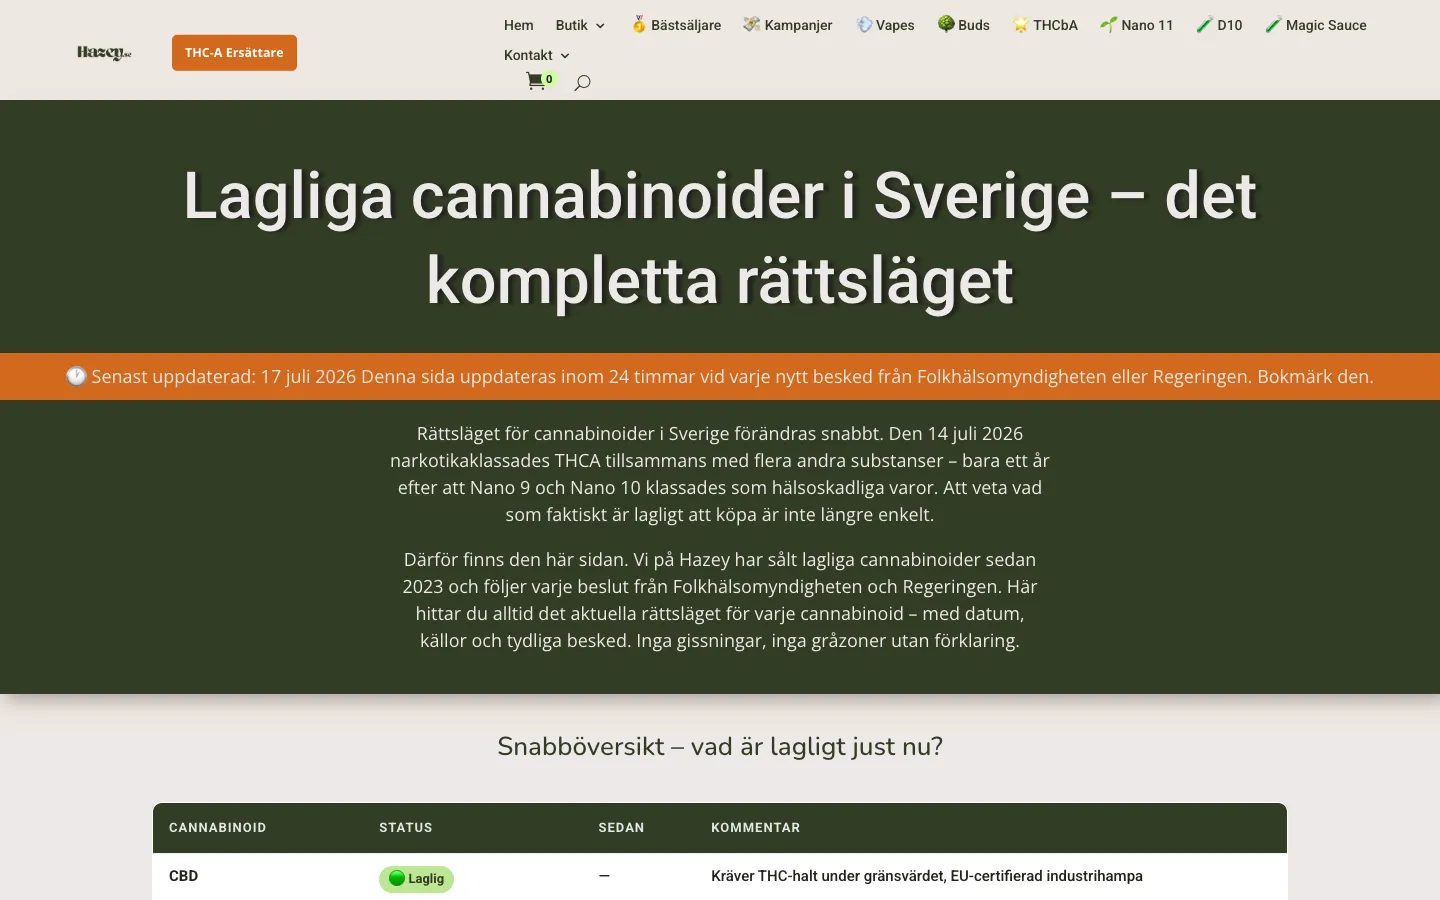 Hem
Butik
Bästsäljare
Kampanjer
Vapes
Buds
THCbA
Nano 11
D10
Magic Sauce
Hazey.se
THC-A Ersättare
Kontakt
0
Lagliga cannabinoider i Sverige – det
kompletta rättsläget
Senast uppdaterad: 17 juli 2026 Denna sida uppdateras inom 24 timmar vid varje nytt besked från Folkhälsomyndigheten eller Regeringen. Bokmärk den.
Rättsläget för cannabinoider i Sverige förändras snabbt. Den 14 juli 2026
narkotikaklassades THCA tillsammans med flera andra substanser – bara ett år
efter att Nano 9 och Nano 10 klassades som hälsoskadliga varor. Att veta vad
som faktiskt är lagligt att köpa är inte längre enkelt.
Därför finns den här sidan. Vi på Hazey har sålt lagliga cannabinoider sedan
2023 och följer varje beslut från Folkhälsomyndigheten och Regeringen. Här
hittar du alltid det aktuella rättsläget för varje cannabinoid – med datum,
källor och tydliga besked. Inga gissningar, inga gråzoner utan förklaring.
Snabböversikt – vad är lagligt just nu?
CANNABINOID STATUS SEDAN KOMMENTAR
CBD Laglig — Kräver THC-halt under gränsvärdet, EU-certifierad industrihampa